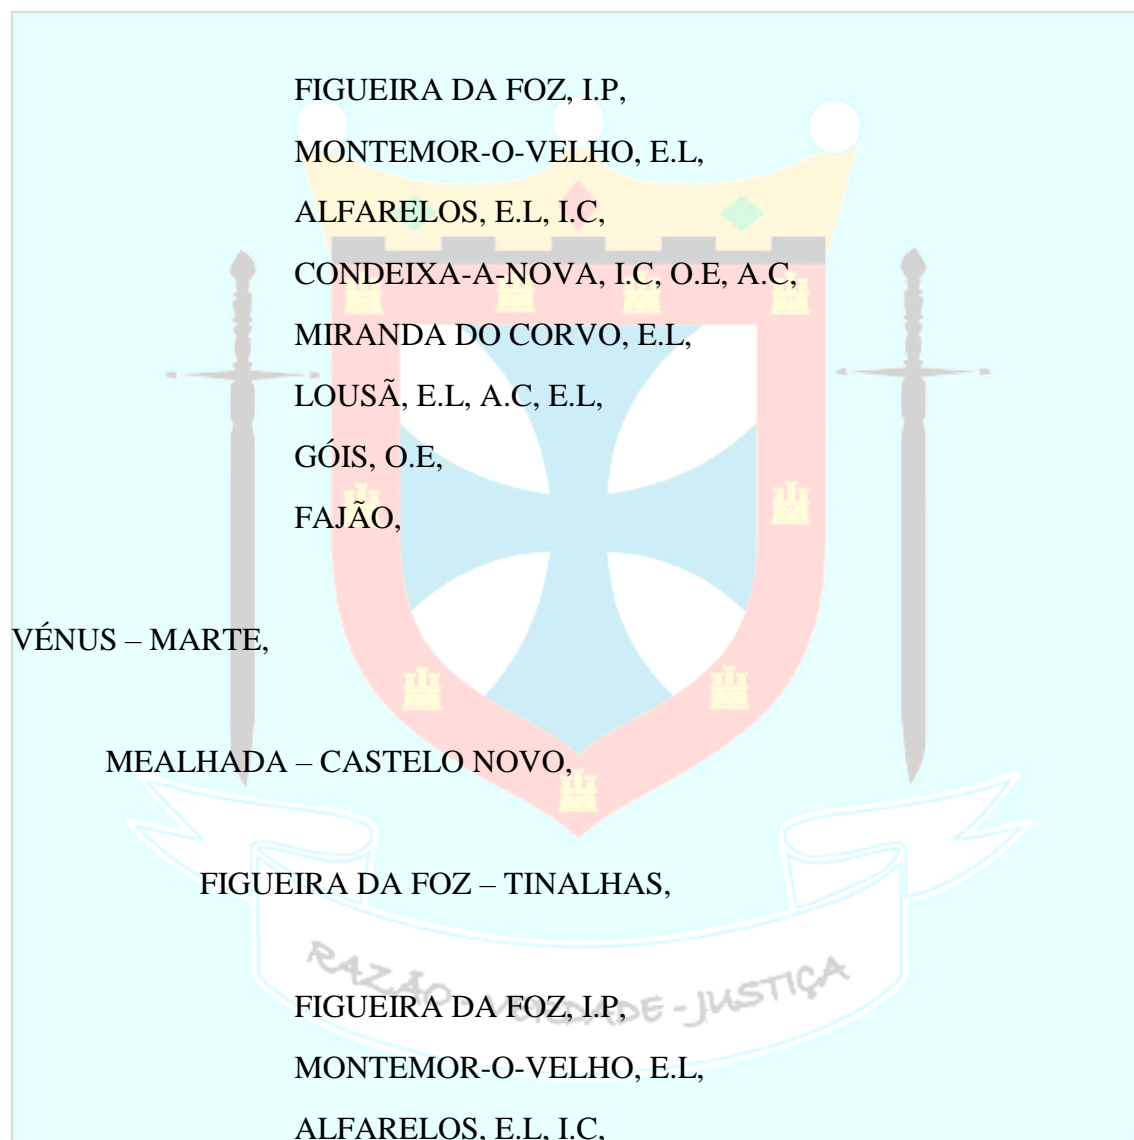 FIGUEIRA DA FOZ, I.P,
MONTEMOR-O-VELHO, E.L,
ALFARELOS, E.L, I.C,
CONDEIXA-A-NOVA, I.C, O.E, A.C,
MIRANDA DO CORVO, E.L,
LOUSÃ, E.L, A.C, E.L,
GÓIS, O.E,
FAJÃO,
VÉNUS – MARTE,
MEALHADA – CASTELO NOVO,
FIGUEIRA DA FOZ – TINALHAS,
RAZÃO - VERDADE - JUSTIÇA
FIGUEIRA DA FOZ, I.P,
MONTEMOR-O-VELHO, E.L,
ALFARELOS, E.L, I.C,